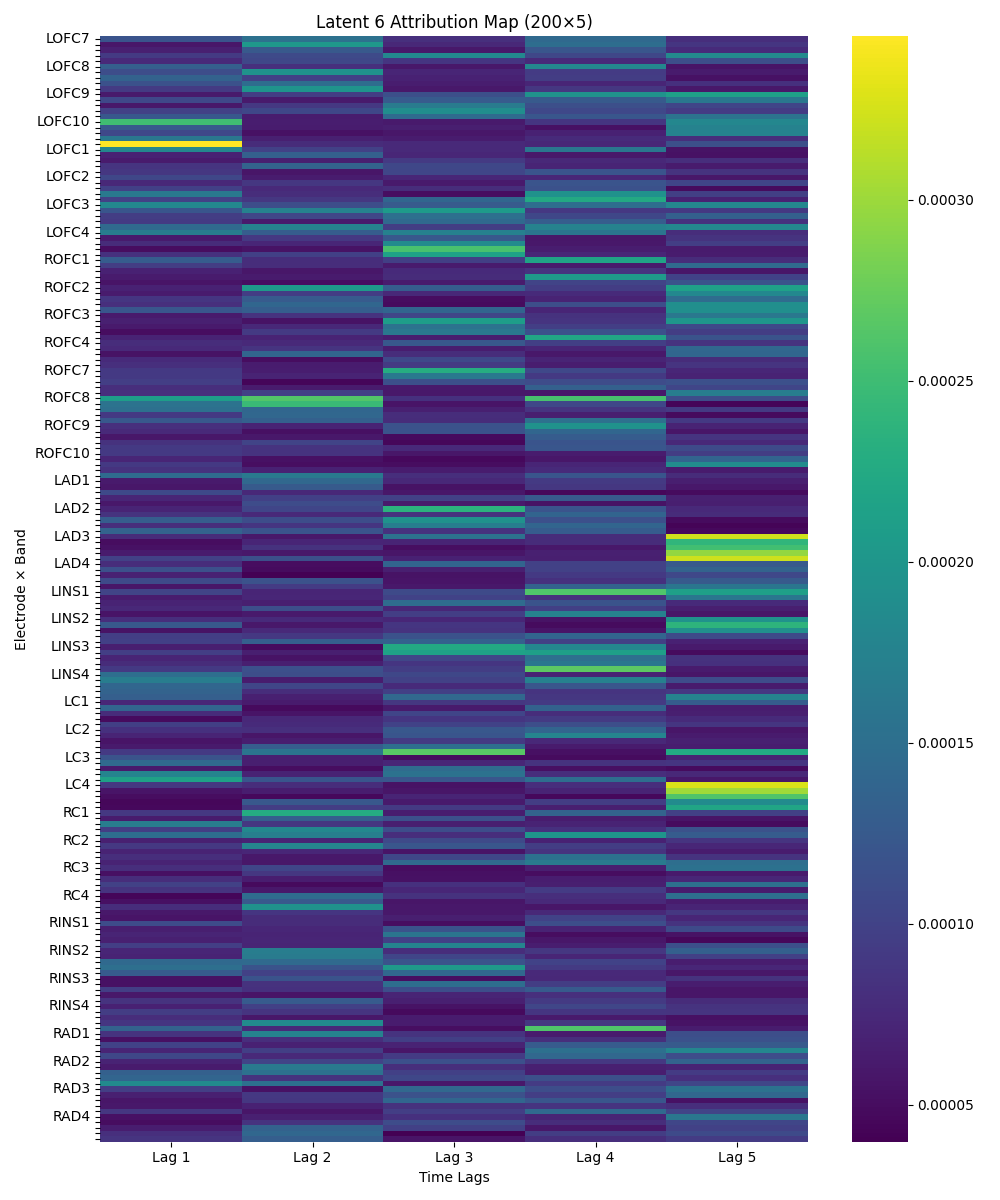 Latent 6 Attribution Map (200×5)
LOFC7
LOFC8
LOFC9
LOFC10
LOFC1
LOFC2
LOFC3
LOFC4
ROFC1
ROFC2
ROFC3
ROFC4
ROFC7
ROFC8
ROFC9
ROFC10
LAD1
LAD2
LAD3
LAD4
LINS1
LINS2
LINS3
LINS4
LC1
LC2
LC3
LC4
RC1
RC2
RC3
RC4
RINS1
RINS2
RINS3
RINS4
RAD1
RAD2
RAD3
RAD4
Electrode × Band
Lag 1 Lag 2 Lag 3 Lag 4 Lag 5
Time Lags
0.00030
0.00025
0.00020
0.00015
0.00010
0.00005